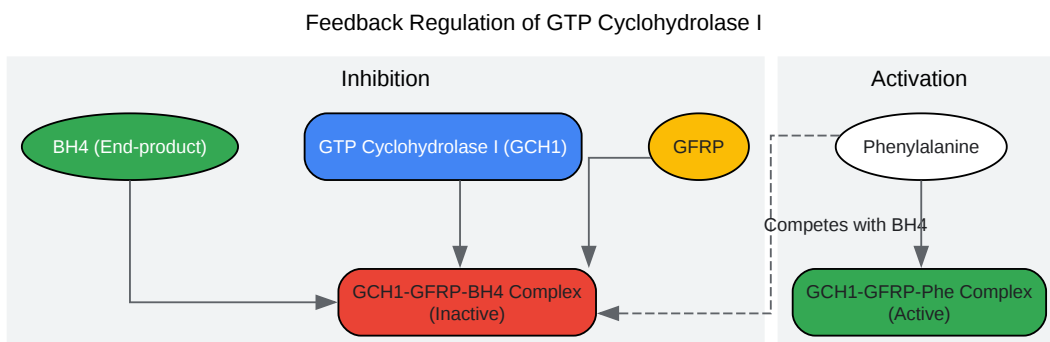 Feedback Regulation of GTP Cyclohydrolase I
Inhibition
Activation
BH4 (End-product)
GTP Cyclohydrolase I (GCH1)
GFRP
Phenylalanine
Competes with BH4
GCH1-GFRP-BH4 Complex
(Inactive)
GCH1-GFRP-Phe Complex
(Active)